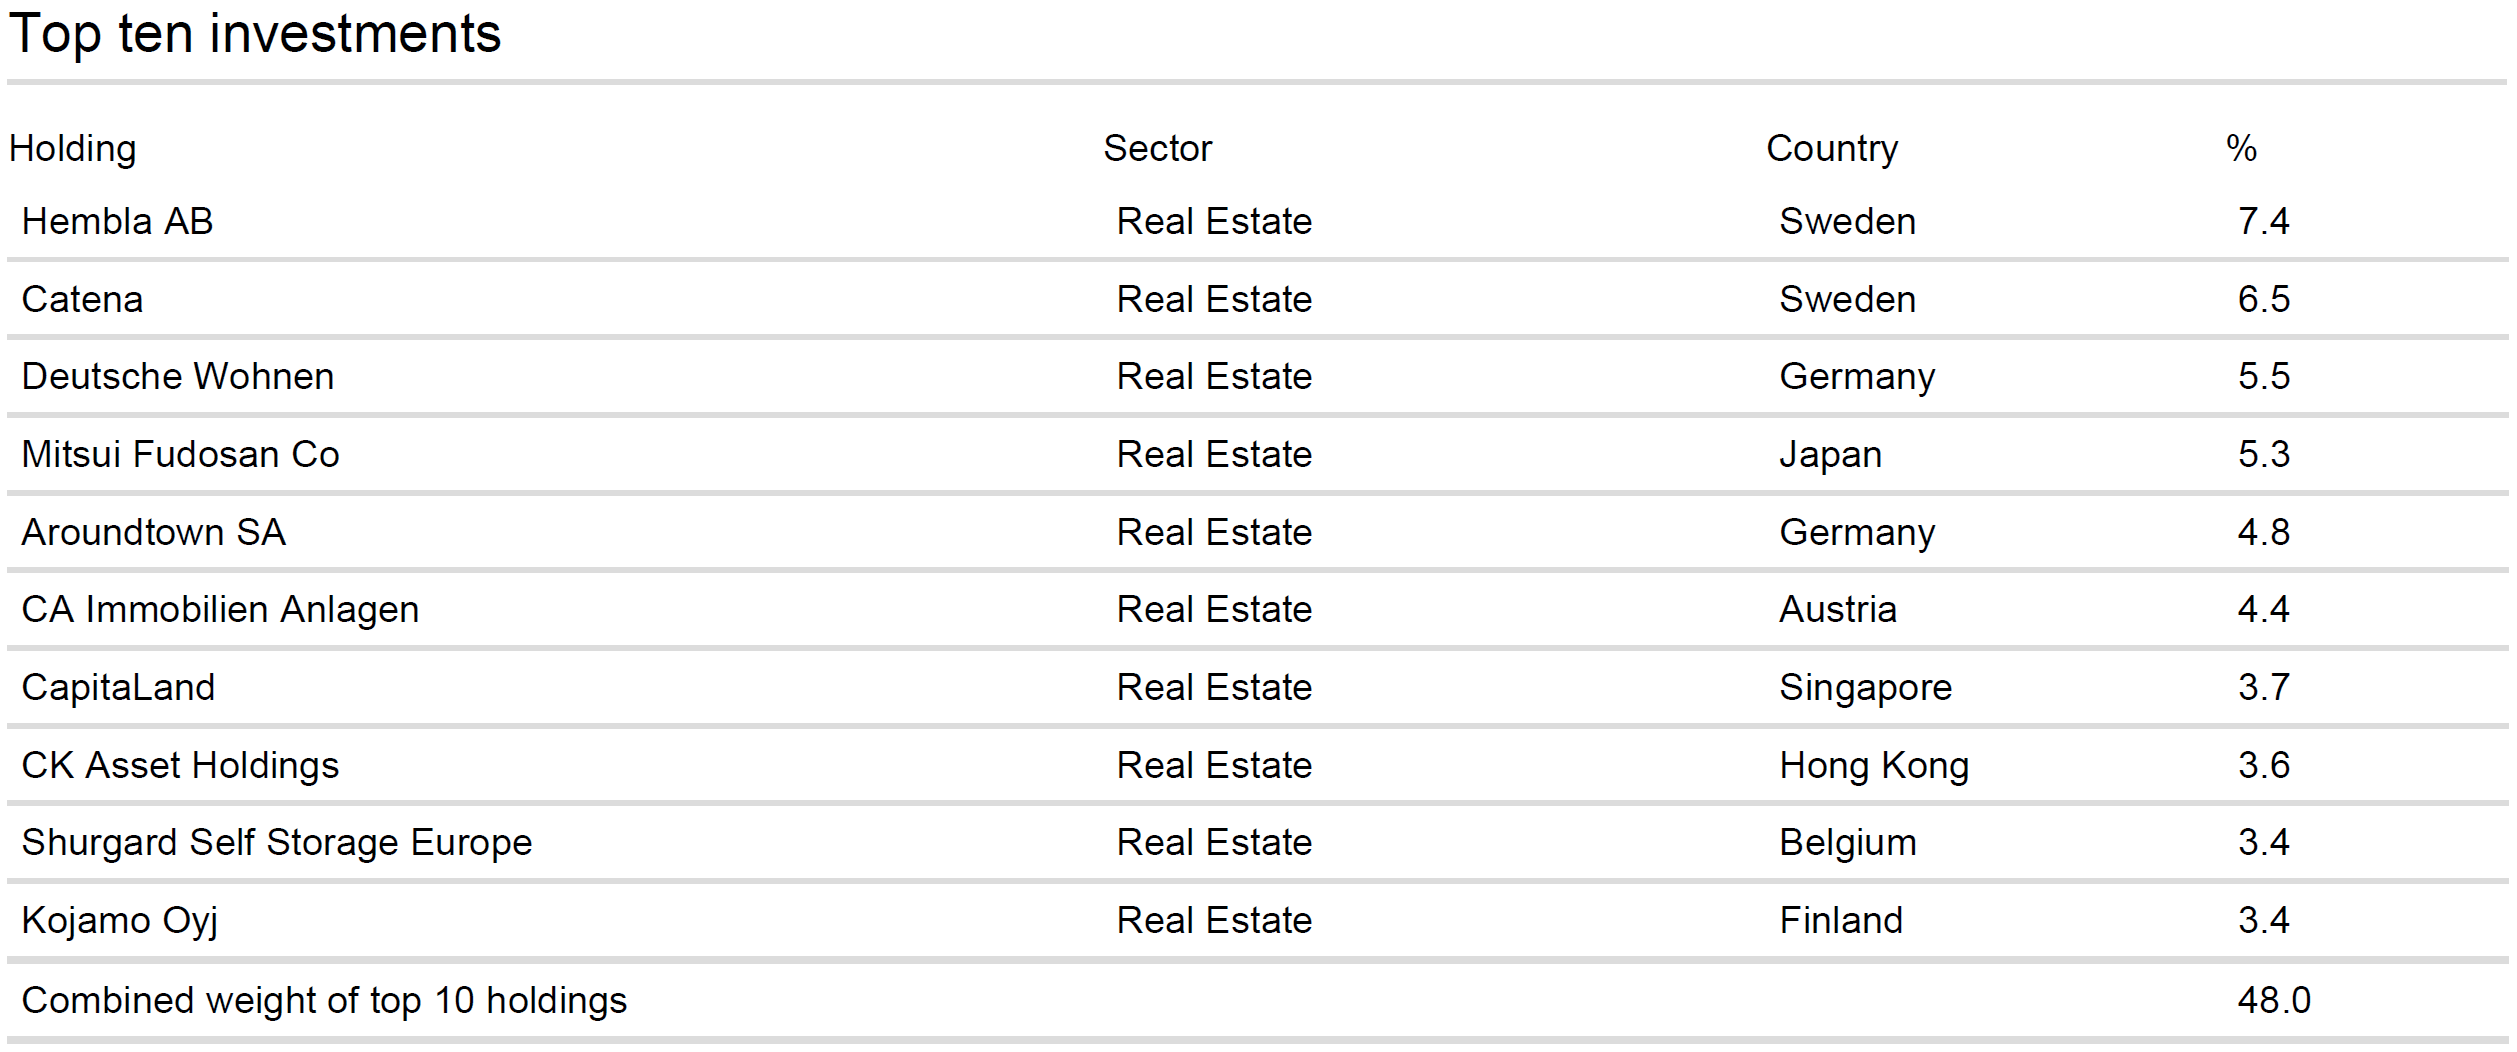 Top ten investments
Holding Sector Country %
Hembla AB Real Estate Sweden 7.4
Catena Real Estate Sweden 6.5
Deutsche Wohnen Real Estate Germany 5.5
Mitsui Fudosan Co Real Estate Japan 5.3
Aroundtown SA Real Estate Germany 4.8
CA Immobilien Anlagen Real Estate Austria 4.4
CapitaLand Real Estate Singapore 3.7
CK Asset Holdings Real Estate Hong Kong 3.6
Shurgard Self Storage Europe Real Estate Belgium 3.4
Kojamo Oyj Real Estate Finland 3.4
Combined weight of top 10 holdings 48.0